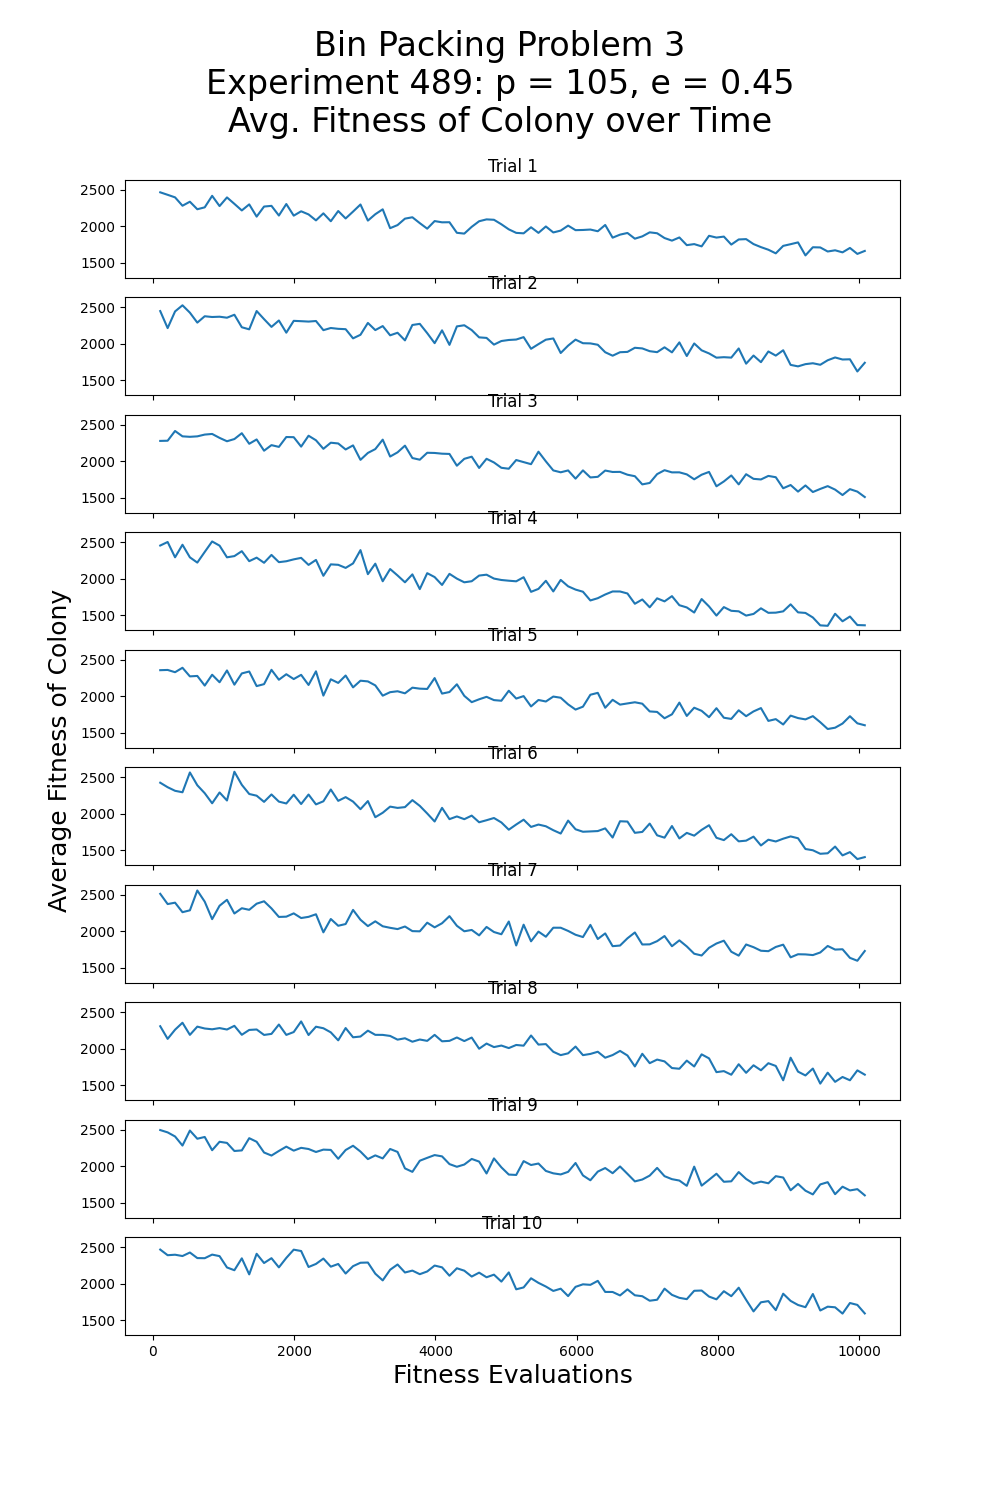 Bin Packing Problem 3
Experiment 489: p = 105, e = 0.45
Avg. Fitness of Colony over Time
Trial 1
2500
2000
1500
Trial 2
2500
2000
1500
Trial 3
2500
2000
1500
Trial 4
2500
2000
1500
Trial 5
2500
2000
1500
Trial 6
2500
2000
1500
Trial 7
2500
2000
1500
Trial 8
2500
2000
1500
Trial 9
2500
2000
1500
Trial 10
2500
2000
1500
0 2000 4000 6000 8000 10000
Fitness Evaluations
Average Fitness of Colony